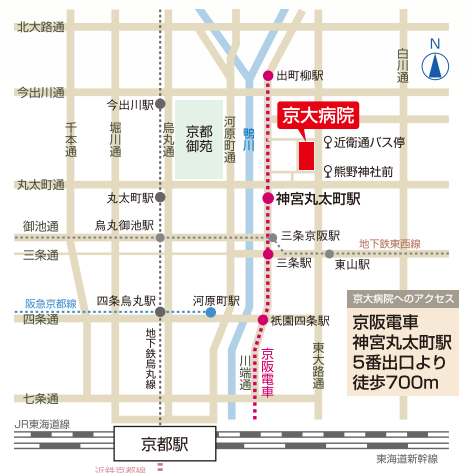 北大路通
白川通
N
出町柳駅
今出川通
今出川駅
京大病院
千本通
堀川通
烏丸通
京都
御苑
河原町通
鴨川
近衛通バス停
熊野神社前
丸太町通
丸太町駅
神宮丸太町駅
御池通
烏丸御池駅
三条京阪駅
地下鉄東西線
三条通
三条駅
東山駅
阪急京都線
四条烏丸駅
河原町駅
四条通
祇園四条駅
地下鉄烏丸線
川端通
京阪電車
東大路通
京大病院へのアクセス
京阪電車
神宮丸太町駅
5番出口より
徒歩700m
七条通
JR東海道線
京都駅
東海道新幹線
近鉄京都線